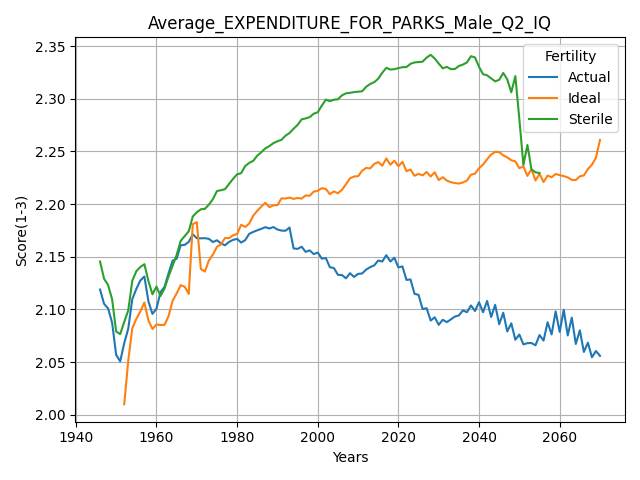 Average_EXPENDITURE_FOR_PARKS_Male_Q2_IQ
Fertility
Actual
Ideal
Sterile
Score(1-3)
2.35
2.30
2.25
2.20
2.15
2.10
2.05
2.00
1940 1960 1980 2000 2020 2040 2060
Years